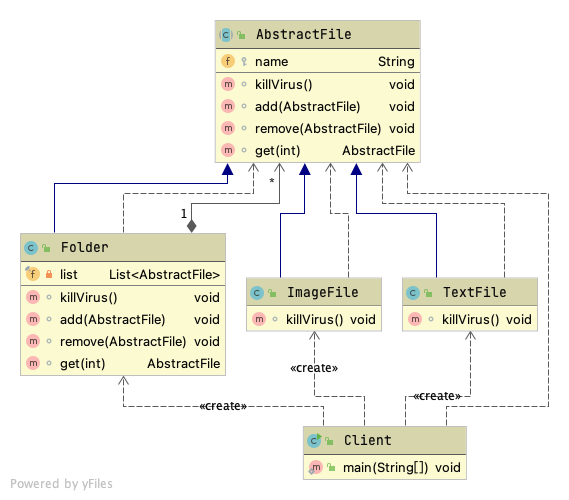 AbstractFile
name String
killVirus() void
add(AbstractFile) void
remove(AbstractFile) void
get(int) AbstractFile
*
1
Folder
list List<AbstractFile>
killVirus() void
add(AbstractFile) void
remove(AbstractFile) void
get(int) AbstractFile
ImageFile
killVirus() void
TextFile
killVirus() void
«create»
«create»
«create»
Client
main(String[]) void
Powered by yFiles